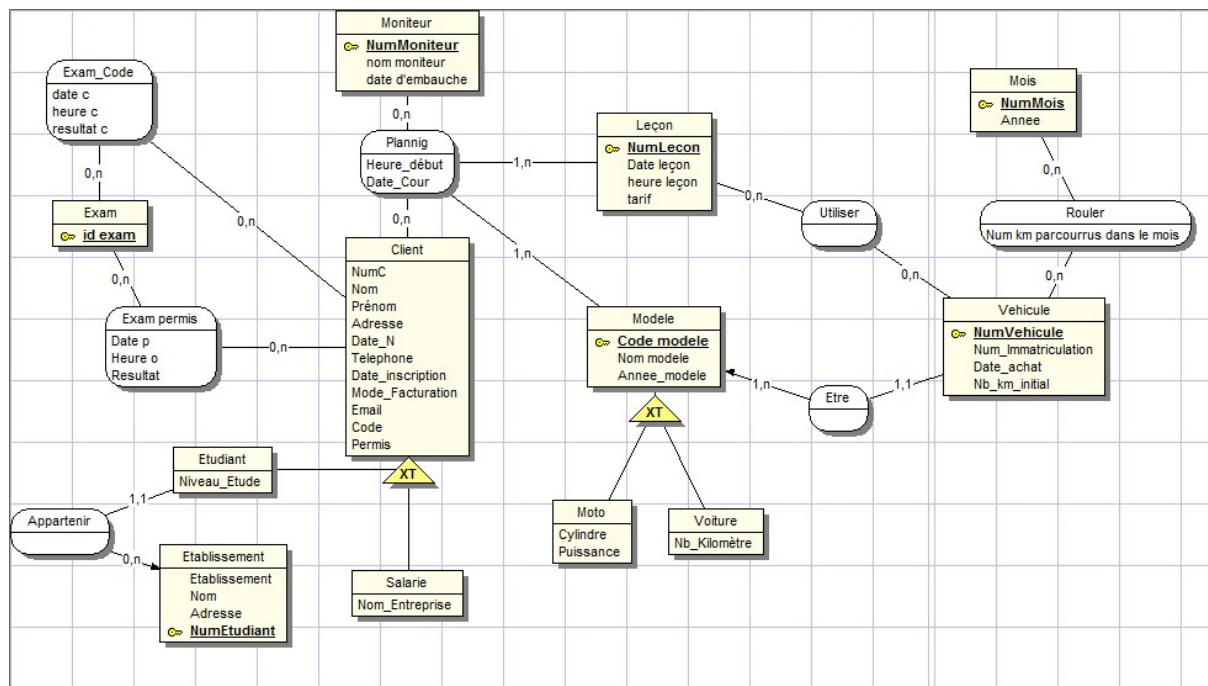 Moniteur
NumMoniteur
nom moniteur
date d'embauche
Exam_Code
date c
heure c
resultat c
Mois
NumMois
Annee
0,n
Plannig
Heure_début
Date_Cour
1,n
Leçon
NumLecon
Date leçon
heure leçon
tarif
0,n
0,n
0,n
0,n
Exam
id exam
0,n
Utiliser
Rouler
Num km parcourrus dans le mois
0,n
Client
NumC
Nom
Prénom
Adresse
Date_N
Telephone
Date_inscription
Mode_Facturation
Email
Code
Permis
1,n
0,n
0,n
0,n
Exam permis
Date p
Heure o
Resultat
0,n
Modele
Code modele
Nom modele
Annee_modele
Vehicule
NumVehicule
Num_Immatriculation
Date_achat
Nb_km_initial
1,n
Etre
1,1
XT
XT
Etudiant
Niveau_Etude
1,1
Appartenir
0,n
Etablissement
Etablissement
Nom
Adresse
NumEtudiant
Salarie
Nom_Entreprise
Moto
Cylindre
Puissance
Voiture
Nb_Kilomètre